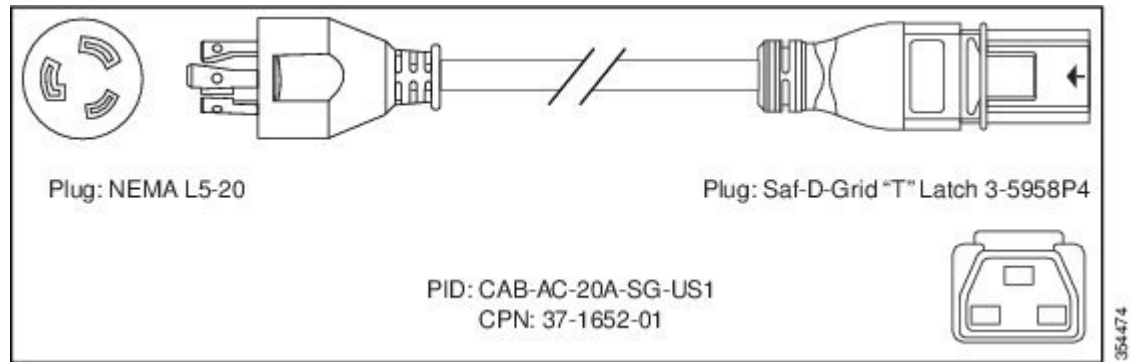 Plug: NEMA L5-20
Plug: Saf-D-Grid “T” Latch 3-5958P4
PID: CAB-AC-20A-SG-US1
CPN: 37-1652-01
354474